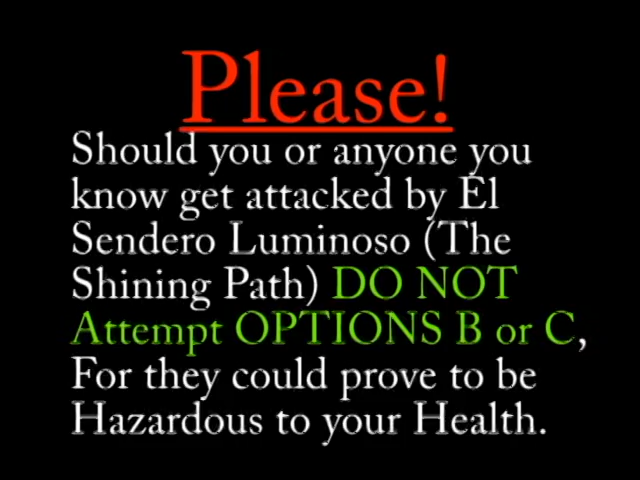 Please!
Should you or anyone you
know get attacked by El
Sendero Luminoso (The
Shining Path) DO NOT
Attempt OPTIONS B or C,
For they could prove to be
Hazardous to your Health.